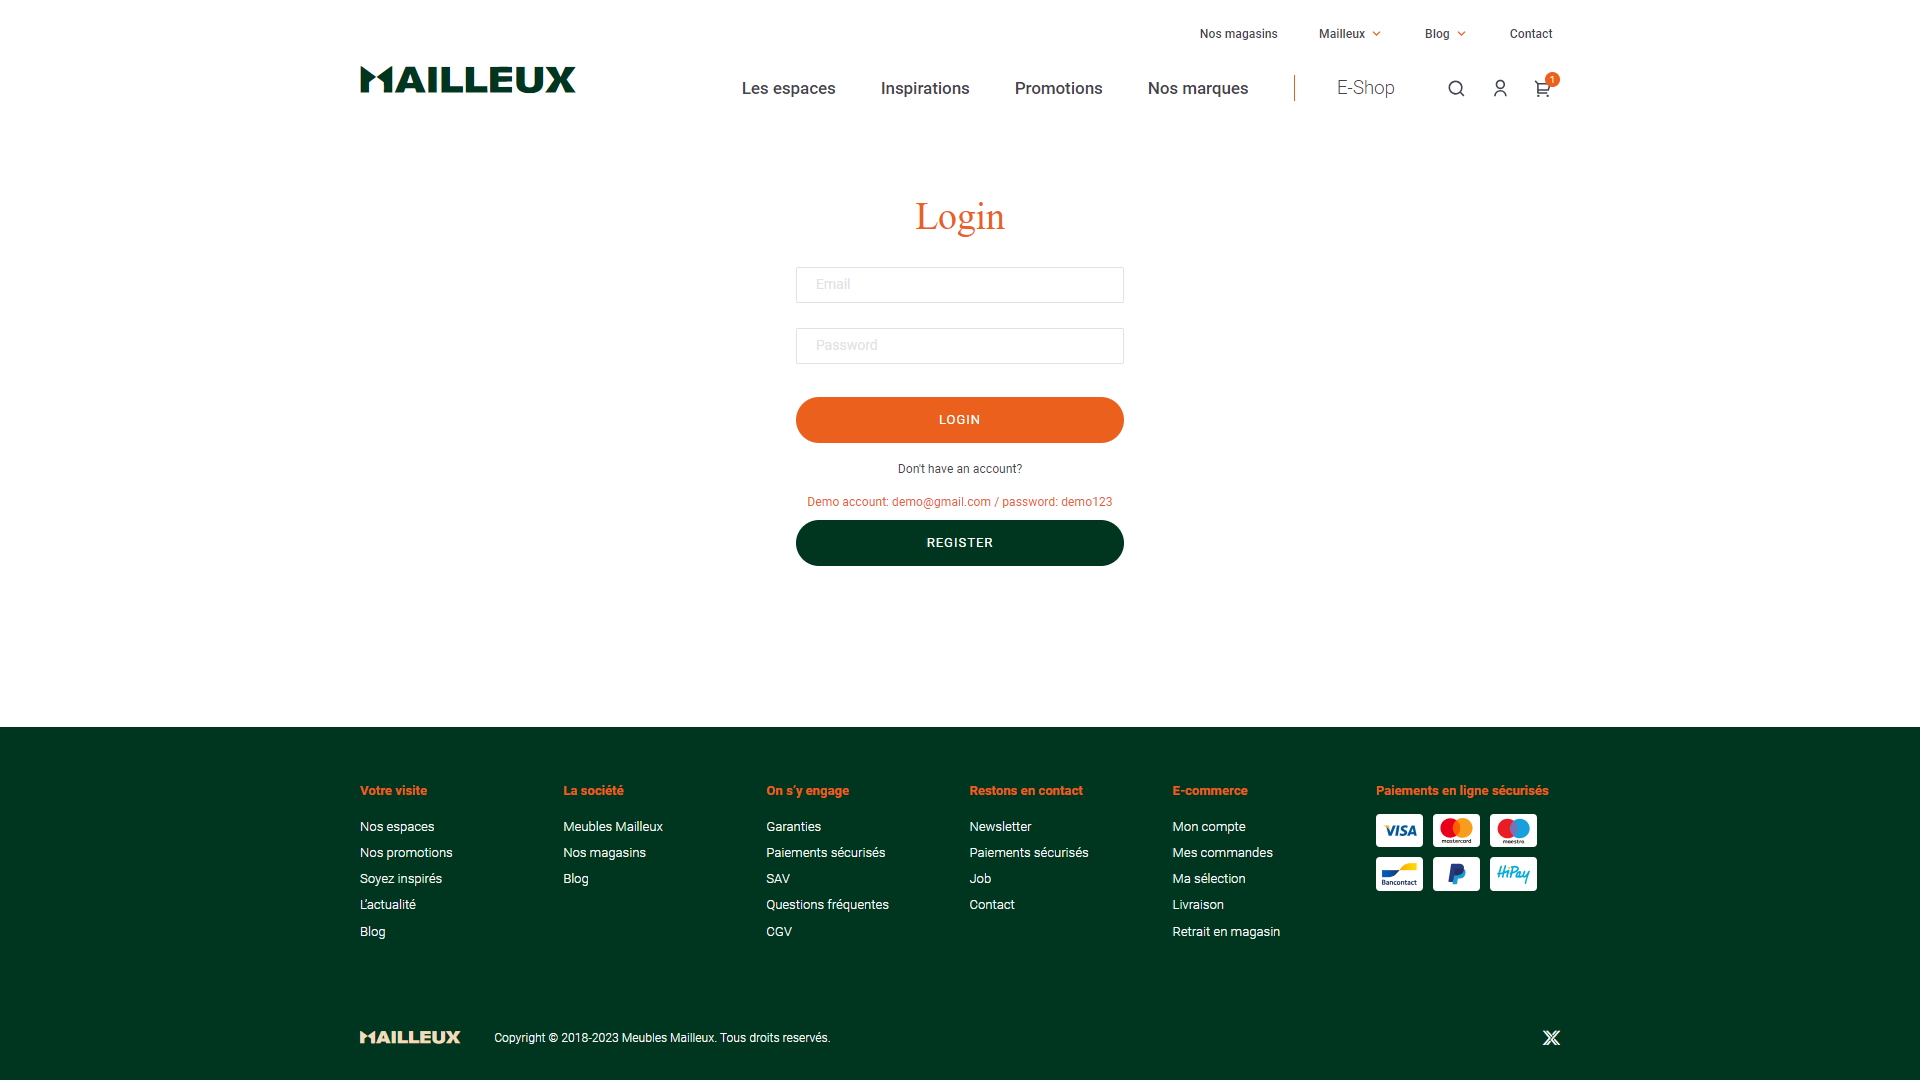 Nos magasins Mailleux Blog Contact
MAILLEUX
Les espaces Inspirations Promotions Nos marques E-Shop 1
Login
Email
Password
LOGIN
Don't have an account?
Demo account: demo@gmail.com / password: demo123
REGISTER
Votre visite
Nos espaces
Nos promotions
Soyez inspirés
L'actualité
Blog
La société
Meubles Mailleux
Nos magasins
Blog
On s'y engage
Garanties
Paiements sécurisés
SAV
Questions fréquentes
CGV
Restons en contact
Newsletter
Paiements sécurisés
Job
Contact
E-commerce
Mon compte
Mes commandes
Ma sélection
Livraison
Retrait en magasin
Paiements en ligne sécurisés
VISA
mastercard
maestro
Bancontact
HiPay
MAILLEUX
Copyright © 2018-2023 Meubles Mailleux. Tous droits reservés.